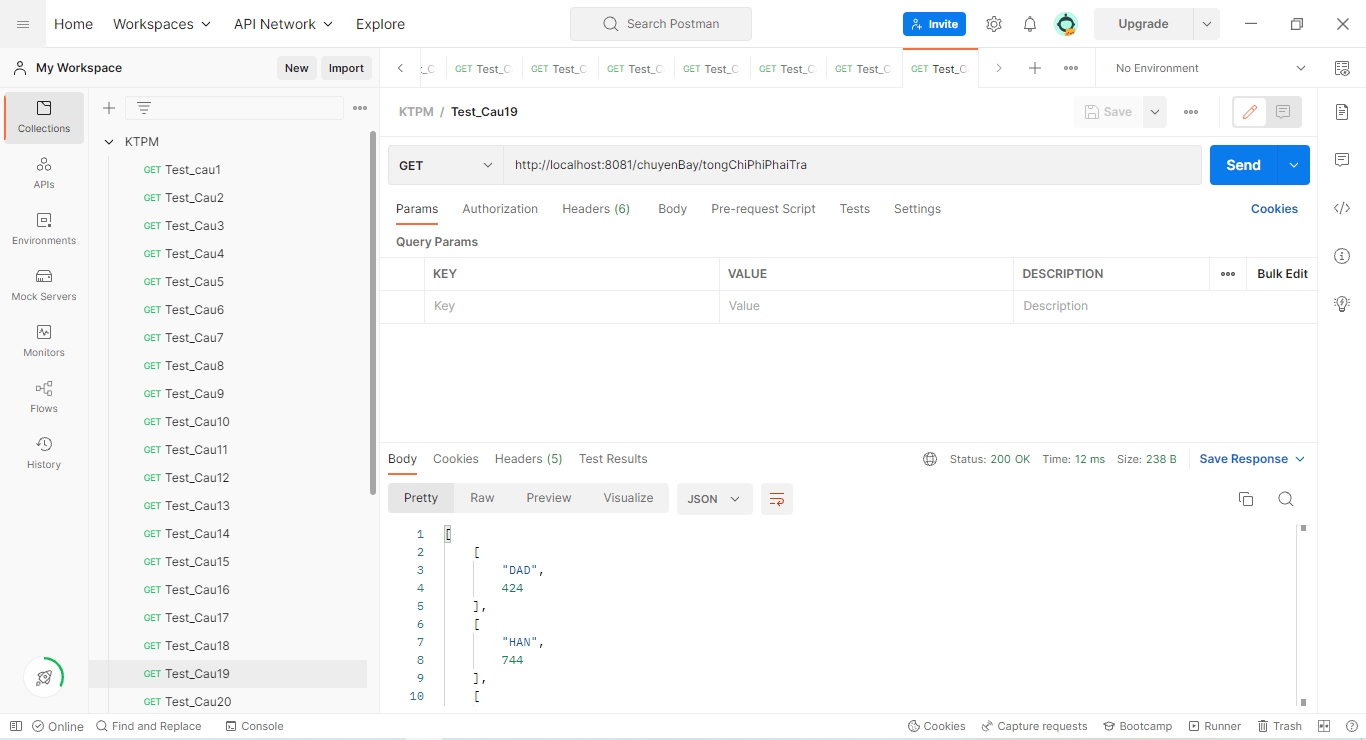 Home Workspaces API Network Explore Search Postman Invite Upgrade
My Workspace New Import
GET Test_C GET Test_C GET Test_C GET Test_C GET Test_C GET Test_C GET Test_C No Environment
Collections
APIs
Environments
Mock Servers
Monitors
Flows
History
KTPM
GET Test_cau1
GET Test_Cau2
GET Test_Cau3
GET Test_Cau4
GET Test_Cau5
GET Test_Cau6
GET Test_Cau7
GET Test_Cau8
GET Test_Cau9
GET Test_Cau10
GET Test_Cau11
GET Test_Cau12
GET Test_Cau13
GET Test_Cau14
GET Test_Cau15
GET Test_Cau16
GET Test_Cau17
GET Test_Cau18
GET Test_Cau19
GET Test_Cau20
KTPM / Test_Cau19 Save
GET http://localhost:8081/chuyenBay/tongChiPhiPhaiTra Send
Params Authorization Headers (6) Body Pre-request Script Tests Settings Cookies
Query Params
KEY VALUE DESCRIPTION Bulk Edit
Key Value Description
Body Cookies Headers (5) Test Results Status: 200 OK Time: 12 ms Size: 238 B Save Response
Pretty Raw Preview Visualize JSON
1 [
2 [
3 "DAD",
4 424
5 ],
6 [
7 "HAN",
8 744
9 ],
10 [
Online Find and Replace Console Cookies Capture requests Bootcamp Runner Trash